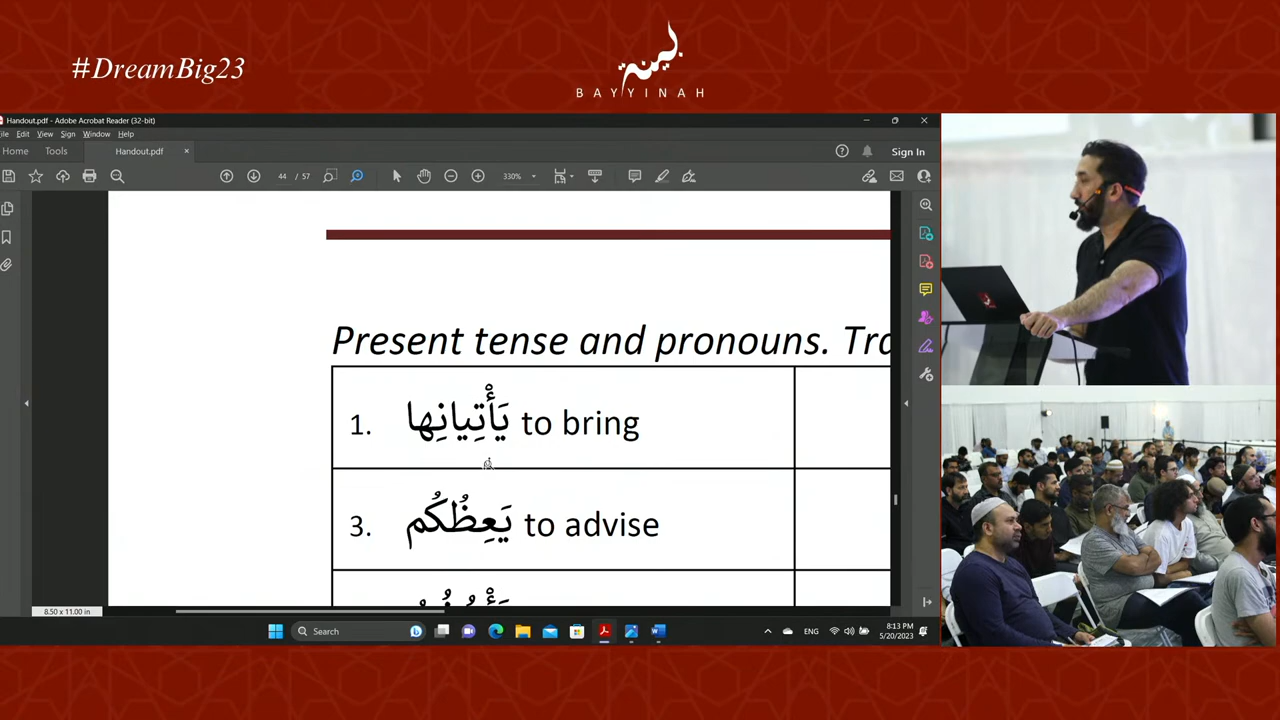 #DreamBig23
بينة
BAYYINAH
Handout.pdf - Adobe Acrobat Reader (32-bit)
ile Edit View Sign Window Help
Home Tools Handout.pdf × Sign In
44 / 57 330%
Present tense and pronouns. Tra
1. يَأْتِيانِها to bring
3. يَعِظُكُم to advise
8.50 x 11.00 in
Search
ENG
8:13 PM
5/20/2023